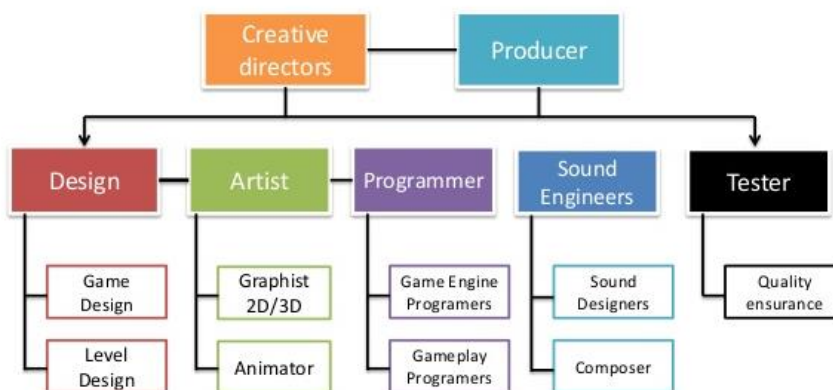 Creative
directors
Producer
Design
Artist
Programmer
Sound
Engineers
Tester
Game
Design
Graphist
2D/3D
Game Engine
Programers
Sound
Designers
Quality
ensurance
Level
Design
Animator
Gameplay
Programers
Composer